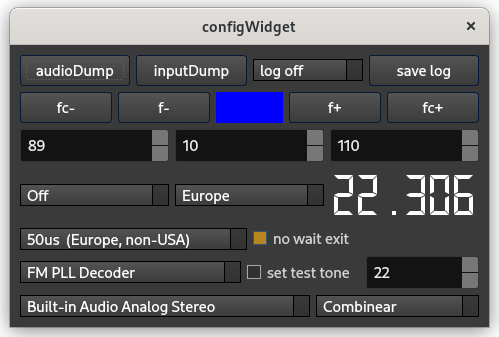 configWidget ×
audioDump inputDump log off save log
fc- f- f+ fc+
89 10 110
Off Europe 22.306
50us (Europe, non-USA) no wait exit
FM PLL Decoder set test tone 22
Built-in Audio Analog Stereo Combinear